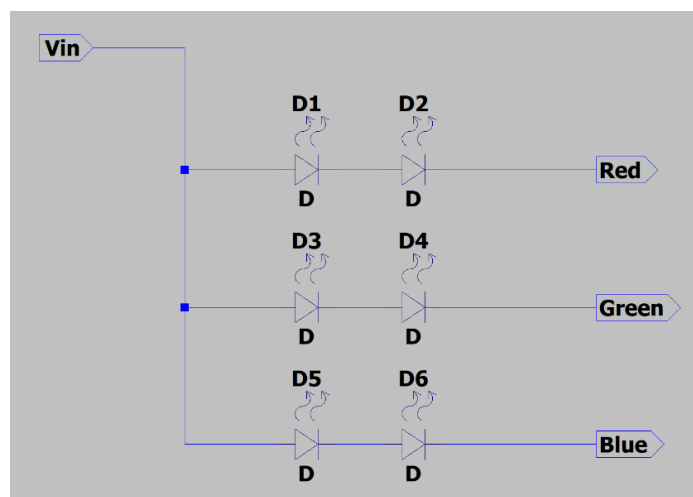 Vin
D1 D2
Red
D D
D3 D4
Green
D D
D5 D6
Blue
D D